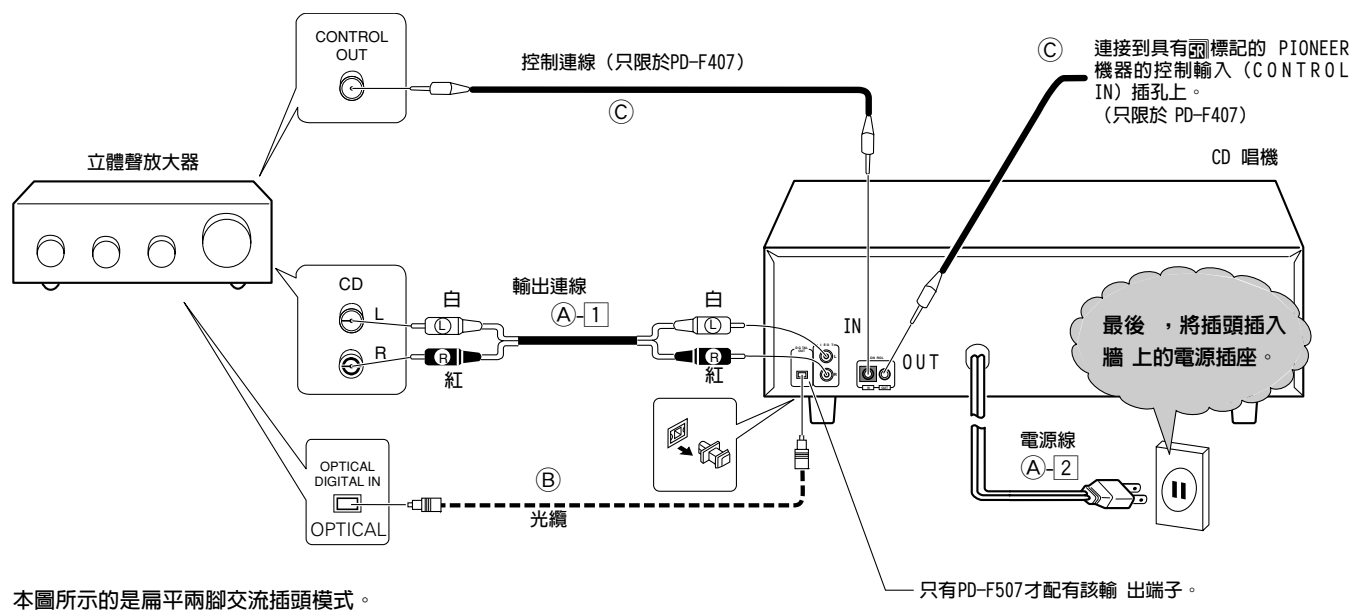 CONTROL
OUT
控制連線（只限於PD-F407）
Ⓒ
Ⓒ
連接到具有SR標記的 PIONEER
機器的控制輸入（CONTROL
IN）插孔上。
（只限於 PD-F407）
立體聲放大器
CD 唱機
CD
L
R
白
Ⓛ
Ⓡ
紅
輸出連線
Ⓐ-1
白
Ⓛ
Ⓡ
紅
DIGITAL
OUT
L
R
IN
OUT
最後 ，將插頭插入
牆 上的電源插座。
電源線
Ⓐ-2
OPTICAL
DIGITAL IN
OPTICAL
Ⓑ
光纜
只有PD-F507才配有該輸 出端子。
本圖所示的是扁平兩腳交流插頭模式。